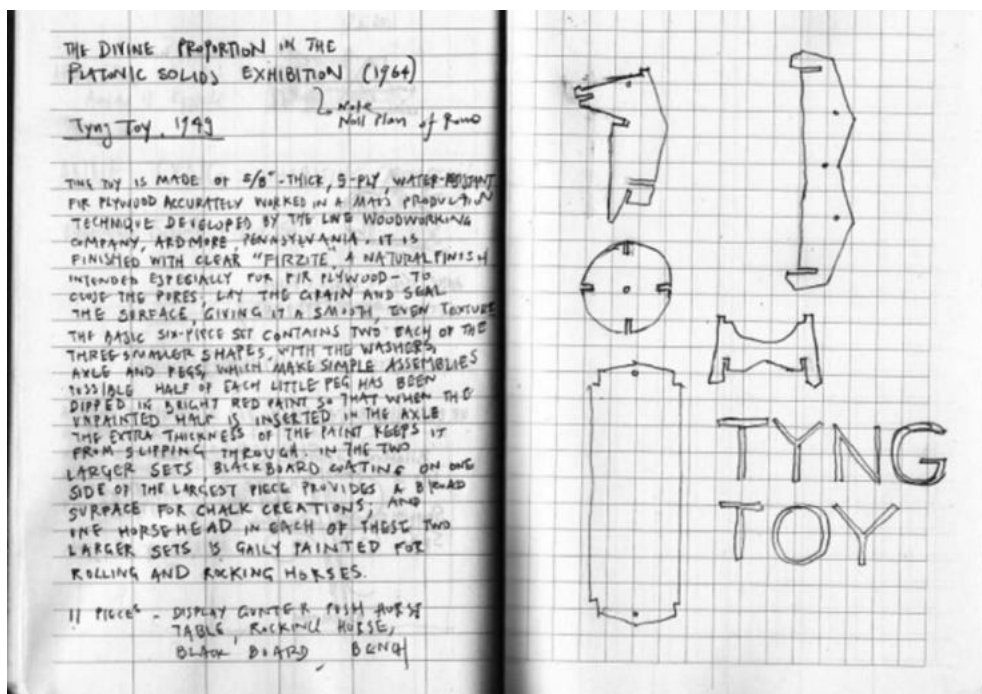 THE DIVINE PROPORTION IN THE
PLATONIC SOLIDS EXHIBITION (1964)
Note
Noll Plan of Rome
Tyng Toy, 1949
TYNG TOY IS MADE OF 5/8"-THICK, 5-PLY, WATER-RESISTANT
FIR PLYWOOD ACCURATELY WORKED IN A MASS PRODUCTION
TECHNIQUE DEVELOPED BY THE LINE WOODWORKING
COMPANY, ARDMORE, PENNSYLVANIA. IT IS
FINISHED WITH CLEAR "FIRZITE", A NATURAL FINISH
INTENDED ESPECIALLY FOR FIR PLYWOOD - TO
CLOSE THE PORES, LAY THE GRAIN AND SEAL
THE SURFACE, GIVING IT A SMOOTH, EVEN TEXTURE
THE BASIC SIX-PIECE SET CONTAINS TWO EACH OF THE
THREE SMALLER SHAPES, WITH THE WASHERS,
AXLE AND PEGS, WHICH MAKE SIMPLE ASSEMBLIES
POSSIBLE HALF OF EACH LITTLE PEG HAS BEEN
DIPPED IN BRIGHT RED PAINT SO THAT WHEN THE
UNPAINTED HALF IS INSERTED IN THE AXLE
THE EXTRA THICKNESS OF THE PAINT KEEPS IT
FROM SLIPPING THROUGH. IN THE TWO
LARGER SETS BLACKBOARD COATING ON ONE
SIDE OF THE LARGEST PIECE PROVIDES A BROAD
SURFACE FOR CHALK CREATIONS, AND
ONE HORSEHEAD IN EACH OF THESE TWO
LARGER SETS IS GAILY PAINTED FOR
ROLLING AND ROCKING HORSES.
11 PIECES - DISPLAY COUNTER PUSH HORSE
TABLE, ROCKING HORSE,
BLACK BOARD BENCH
TYNG
TOY